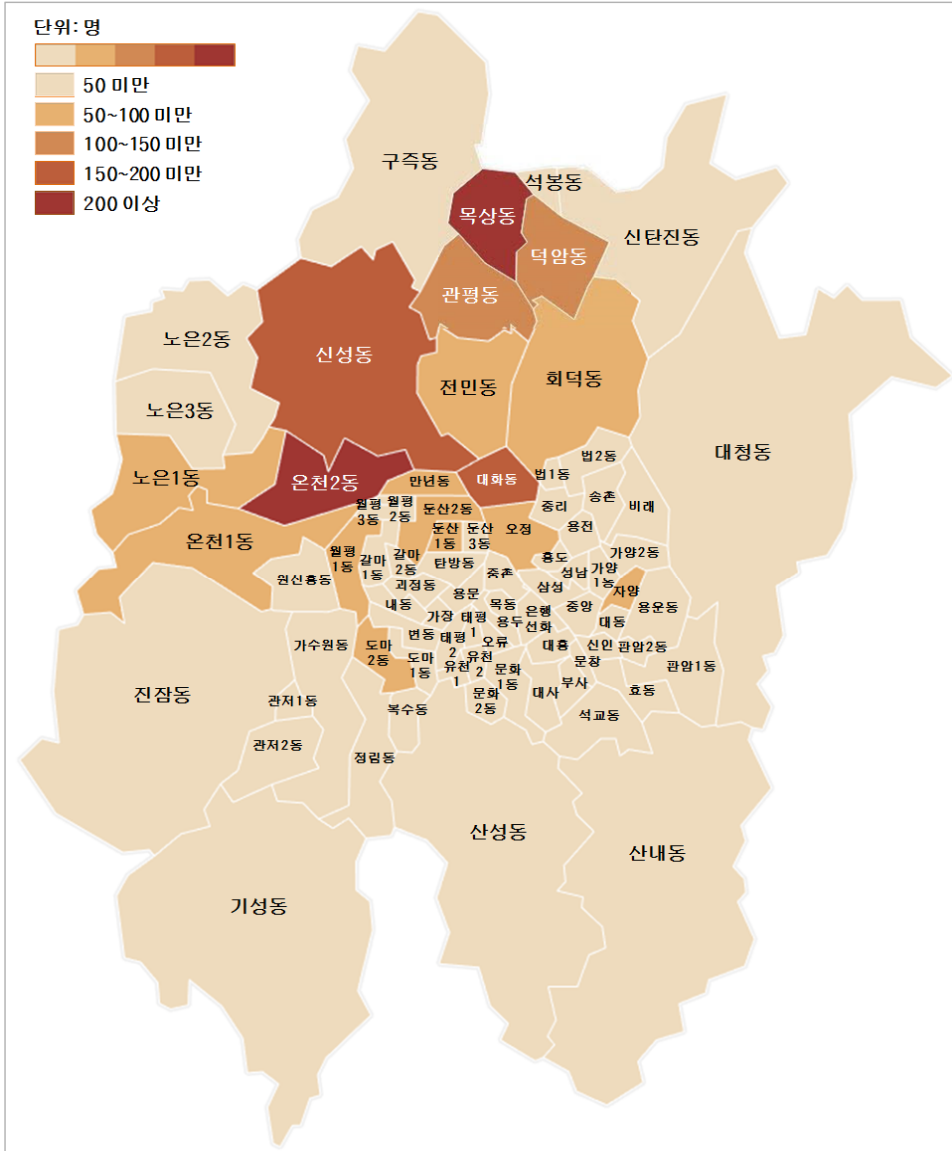 단위: 명
50 미만
50~100 미만
100~150 미만
150~200 미만
200 이상
구즉동
석봉동
목상동
신탄진동
덕암동
관평동
노은2동
신성동
회덕동
전민동
노은3동
대청동
법2동
노은1동
온천2동
만년동
대화동
법1동
송촌
월평
3동
월평
2동
둔산2동
중리
비래
온천1동
둔산
1동
둔산
3동
오정
용전
월평
1동
갈마
1동
갈마
2동
탄방동
홍도
가양2동
원신흥동
괴정동
중촌
성남
가양
1동
삼성
자양
내동
용문
목동
은행
선화
중앙
용운동
가장
태평
1
용두
대동
가수원동
도마
2동
변동
태평
2
오류
대흥
신인
판암2동
도마
1동
유천
1
유천
2
문화
1동
문창
판암1동
진잠동
관저1동
복수동
문화
2동
대사
부사
효동
석교동
관저2동
정림동
산성동
산내동
기성동